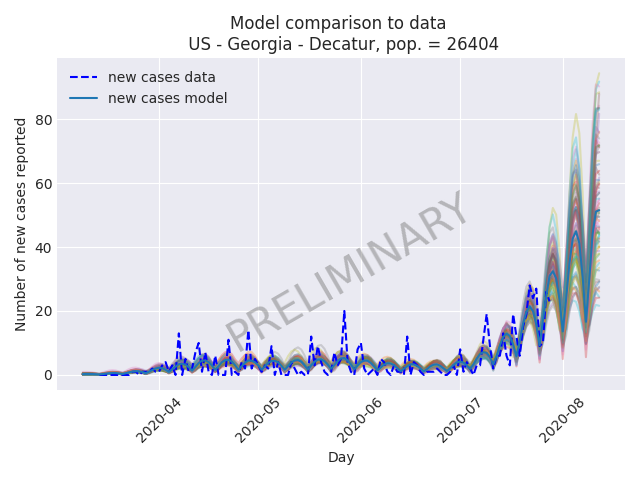 Model comparison to data
US - Georgia - Decatur, pop. = 26404
new cases data
new cases model
Number of new cases reported
80
60
40
20
0
PRELIMINARY
2020-04
2020-05
2020-06
2020-07
2020-08
Day